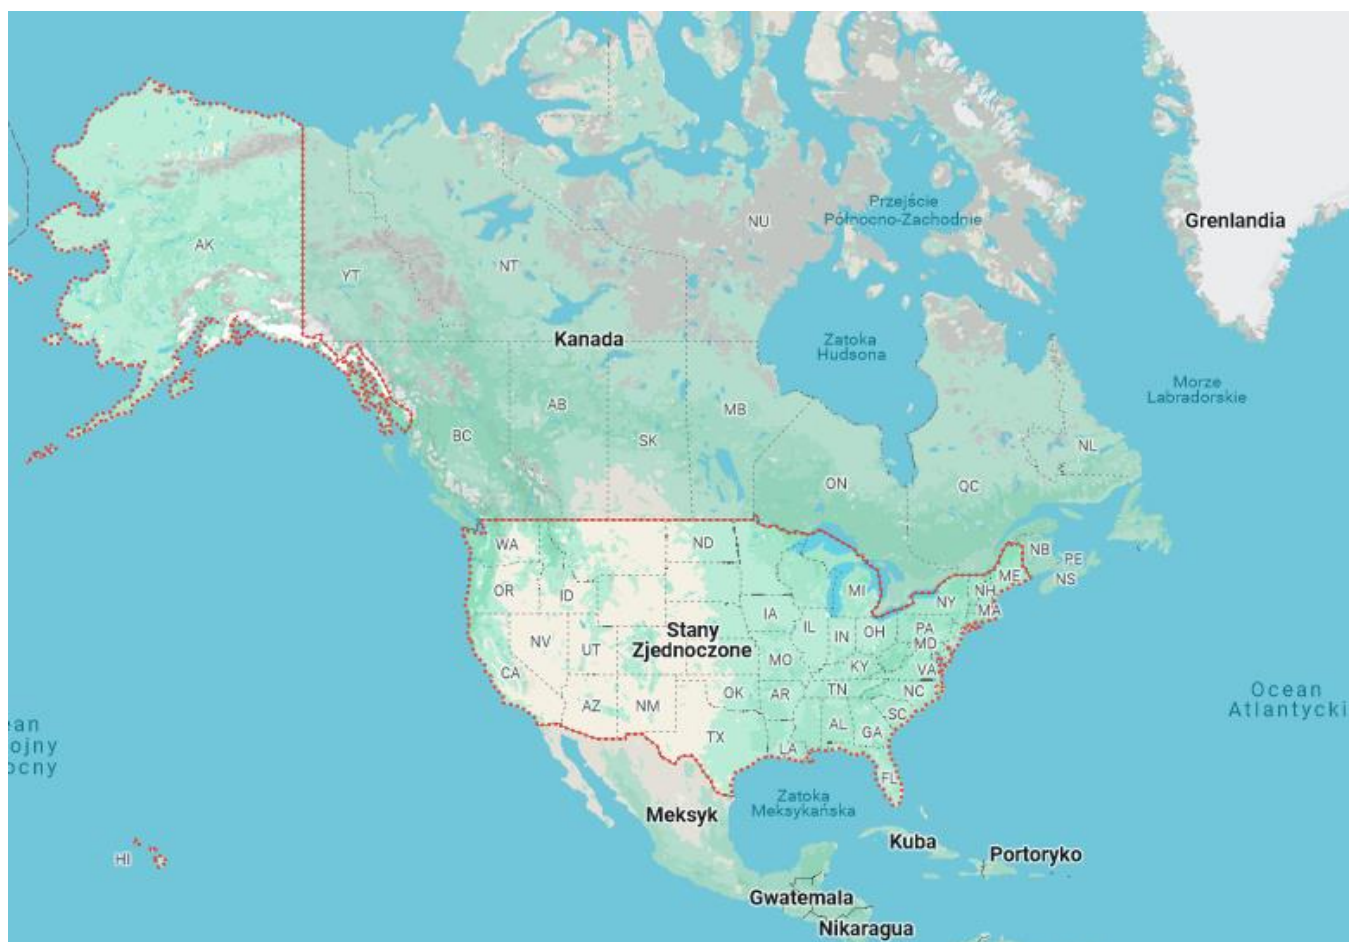 NU
Przejście
Północno-Zachodnie
Grenlandia
AK
YT
NT
Kanada
Zatoka
Hudsona
Morze
Labradorskie
AB
MB
BC
SK
NL
ON
QC
WA
ND
NB
PE
NS
OR
ID
MI
ME
NH
NY
MA
IA
IL
IN
OH
PA
MD
Stany
Zjednoczone
NV
UT
MO
KY
VA
CA
OK
AR
TN
NC
AZ
NM
SC
AL
GA
TX
LA
FL
Ocean
Atlantycki
ean
ojny
ocny
Zatoka
Meksykańska
Meksyk
Kuba
Portoryko
HI
Gwatemala
Nikaragua